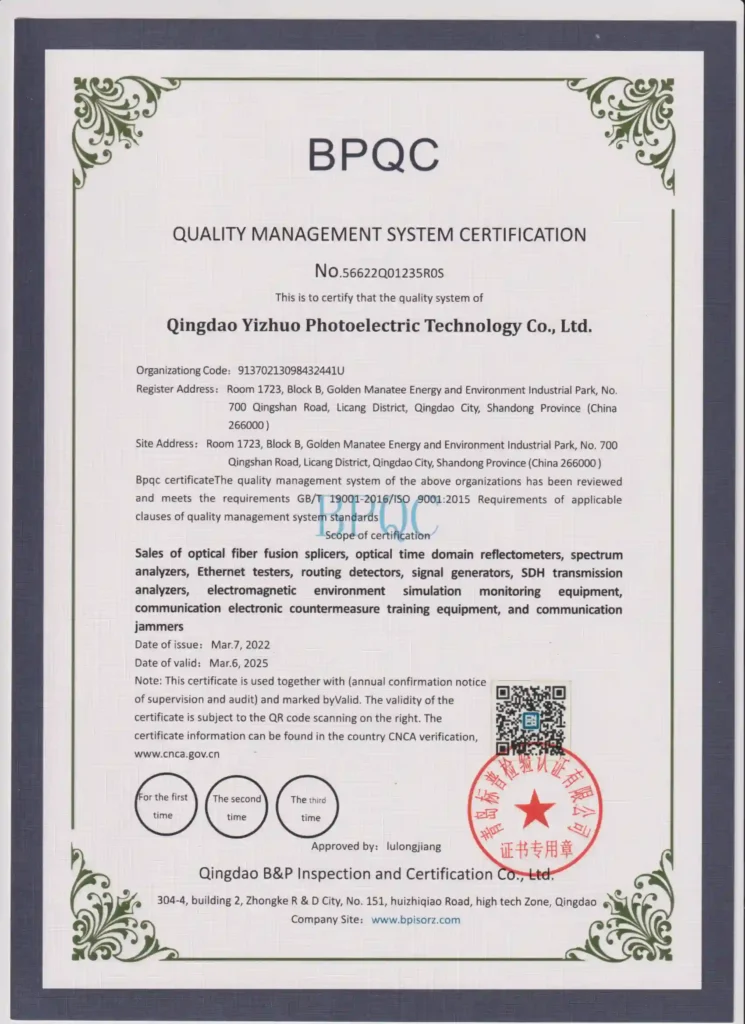 BPQC
QUALITY MANAGEMENT SYSTEM CERTIFICATION
No.56622Q01235R0S
This is to certify that the quality system of
Qingdao Yizhuo Photoelectric Technology Co., Ltd.
Organizationg Code：91370213098432441U
Register Address：Room 1723, Block B, Golden Manatee Energy and Environment Industrial Park, No.
700 Qingshan Road, Licang District, Qingdao City, Shandong Province (China
266000）
Site Address：Room 1723, Block B, Golden Manatee Energy and Environment Industrial Park, No. 700
Qingshan Road, Licang District, Qingdao City, Shandong Province (China 266000）
Bpqc certificateThe quality management system of the above organizations has been reviewed
and meets the requirements GB/T 19001-2016/ISO 9001:2015 Requirements of applicable
clauses of quality management system standards
BPQC
Scope of certification
Sales of optical fiber fusion splicers, optical time domain reflectometers, spectrum
analyzers, Ethernet testers, routing detectors, signal generators, SDH transmission
analyzers, electromagnetic environment simulation monitoring equipment,
communication electronic countermeasure training equipment, and communication
jammers
Date of issue：Mar.7, 2022
Date of valid：Mar.6, 2025
Note: This certificate is used together with (annual confirmation notice
of supervision and audit) and marked byValid. The validity of the
certificate is subject to the QR code scanning on the right. The
certificate information can be found in the country CNCA verification,
www.cnca.gov.cn
For the first
time
The second
time
The third
time
青岛标普检验认证有限公司
证书专用章
Approved by：lulongjiang
Qingdao B&P Inspection and Certification Co., Ltd.
304-4, building 2, Zhongke R & D City, No. 151, huizhiqiao Road, high tech Zone, Qingdao
Company Site：www.bpisorz.com